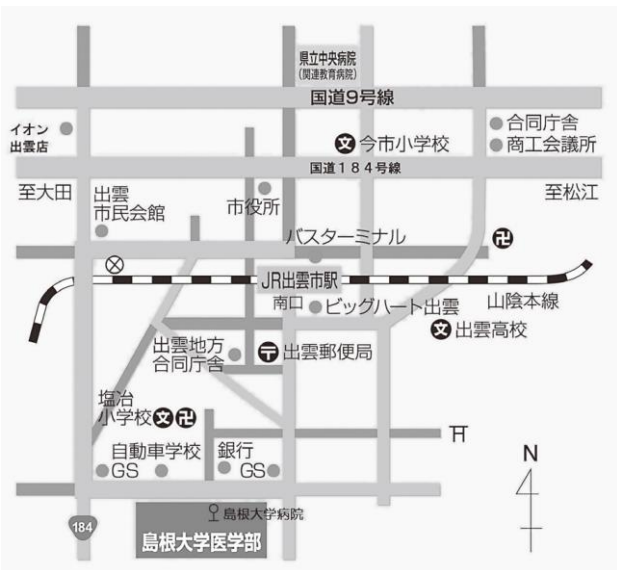 県立中央病院
(関連教育病院)
国道9号線
イオン
出雲店
合同庁舎
今市小学校
商工会議所
国道184号線
至大田
出雲
市民会館
市役所
至松江
バスターミナル
JR出雲市駅
南口
ビッグハート出雲
山陰本線
出雲高校
出雲地方
合同庁舎
出雲郵便局
塩冶
小学校
自動車学校
銀行
GS
GS
N
184
島根大学病院
島根大学医学部
文
文
文